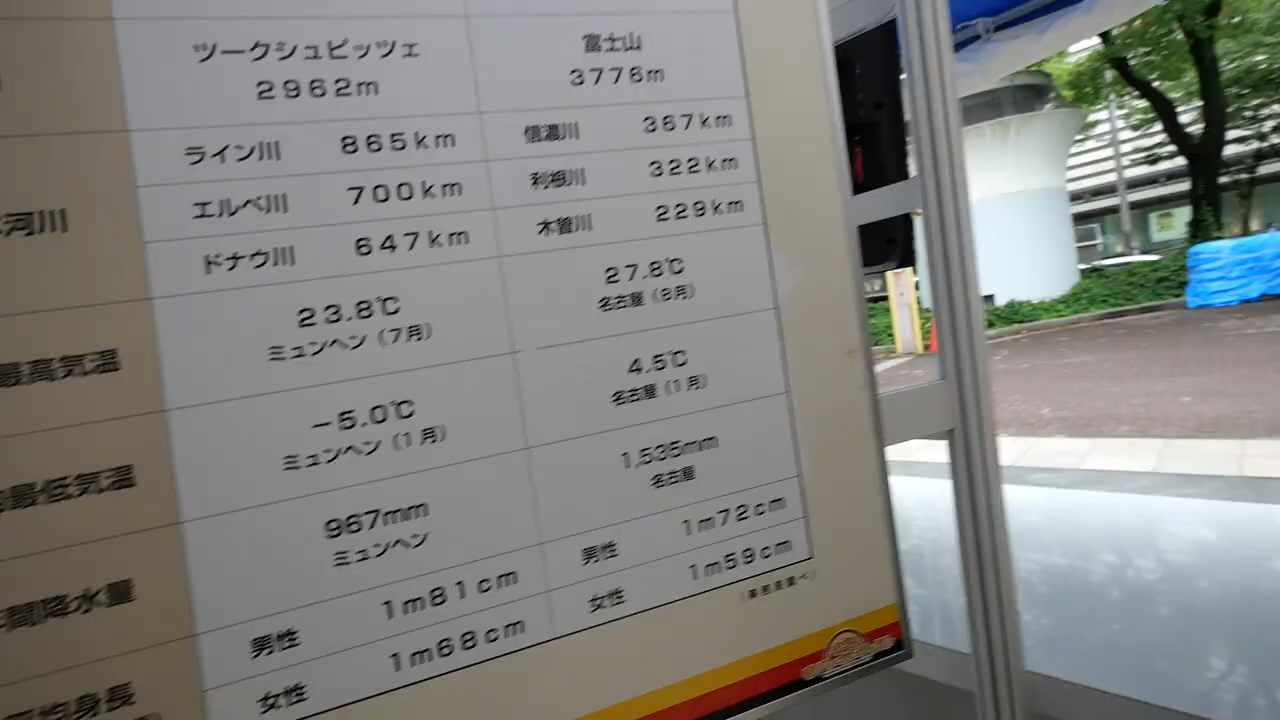 ツークシュピッツェ 富士山
2962m 3776m
ライン川 865km 信濃川 367km
河川 エルベ川 700km 利根川 322km
ドナウ川 647km 木曽川 229km
最高気温 23.8℃ 27.8℃
ミュンヘン（7月） 名古屋（8月）
最低気温 −5.0℃ 4.5℃
ミュンヘン（1月） 名古屋（1月）
間降水量 967mm 1,535mm
ミュンヘン 名古屋
均身長 男性 1m81cm 男性 1m72cm
女性 1m68cm 女性 1m59cm